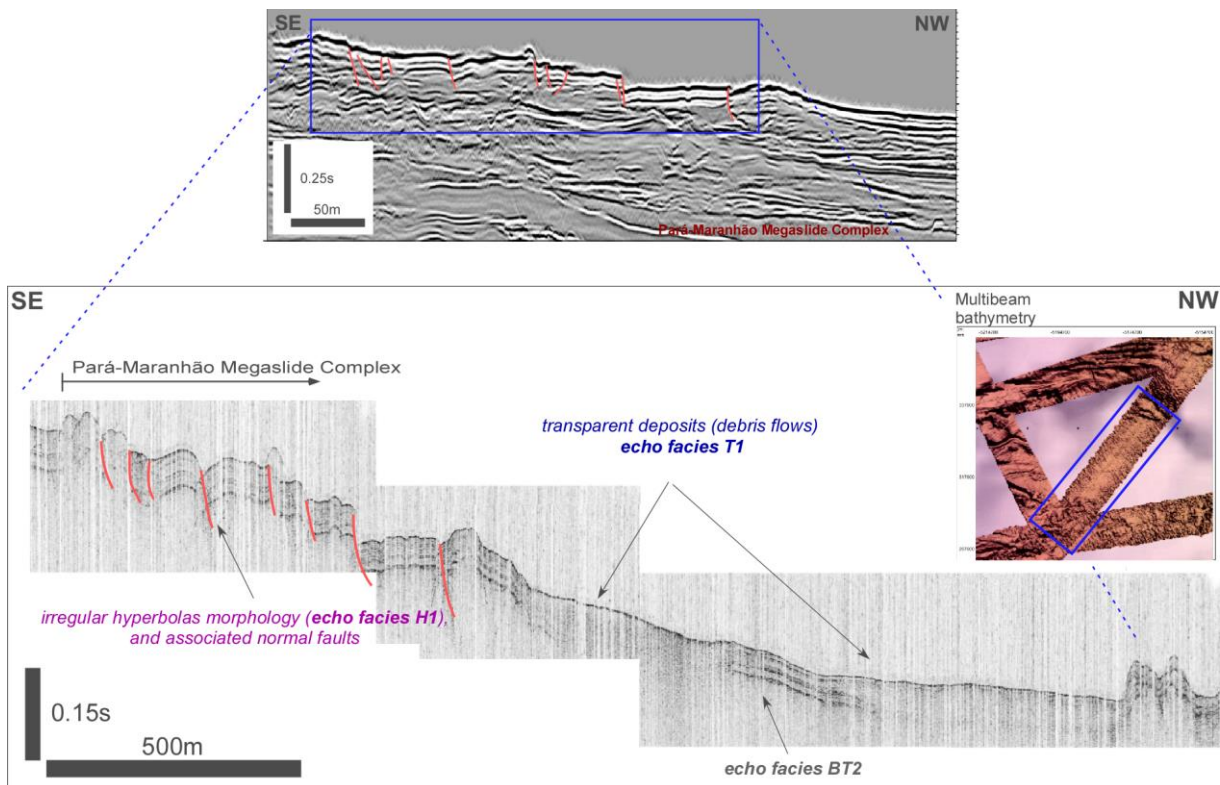 SE
NW
0.25s
50m
Pará-Maranhão Megaslide Complex
SE
Multibeam
bathymetry
NW
Pará-Maranhão Megaslide Complex
transparent deposits (debris flows)
echo facies T1
irregular hyperbolas morphology (echo facies H1),
and associated normal faults
0.15s
500m
echo facies BT2